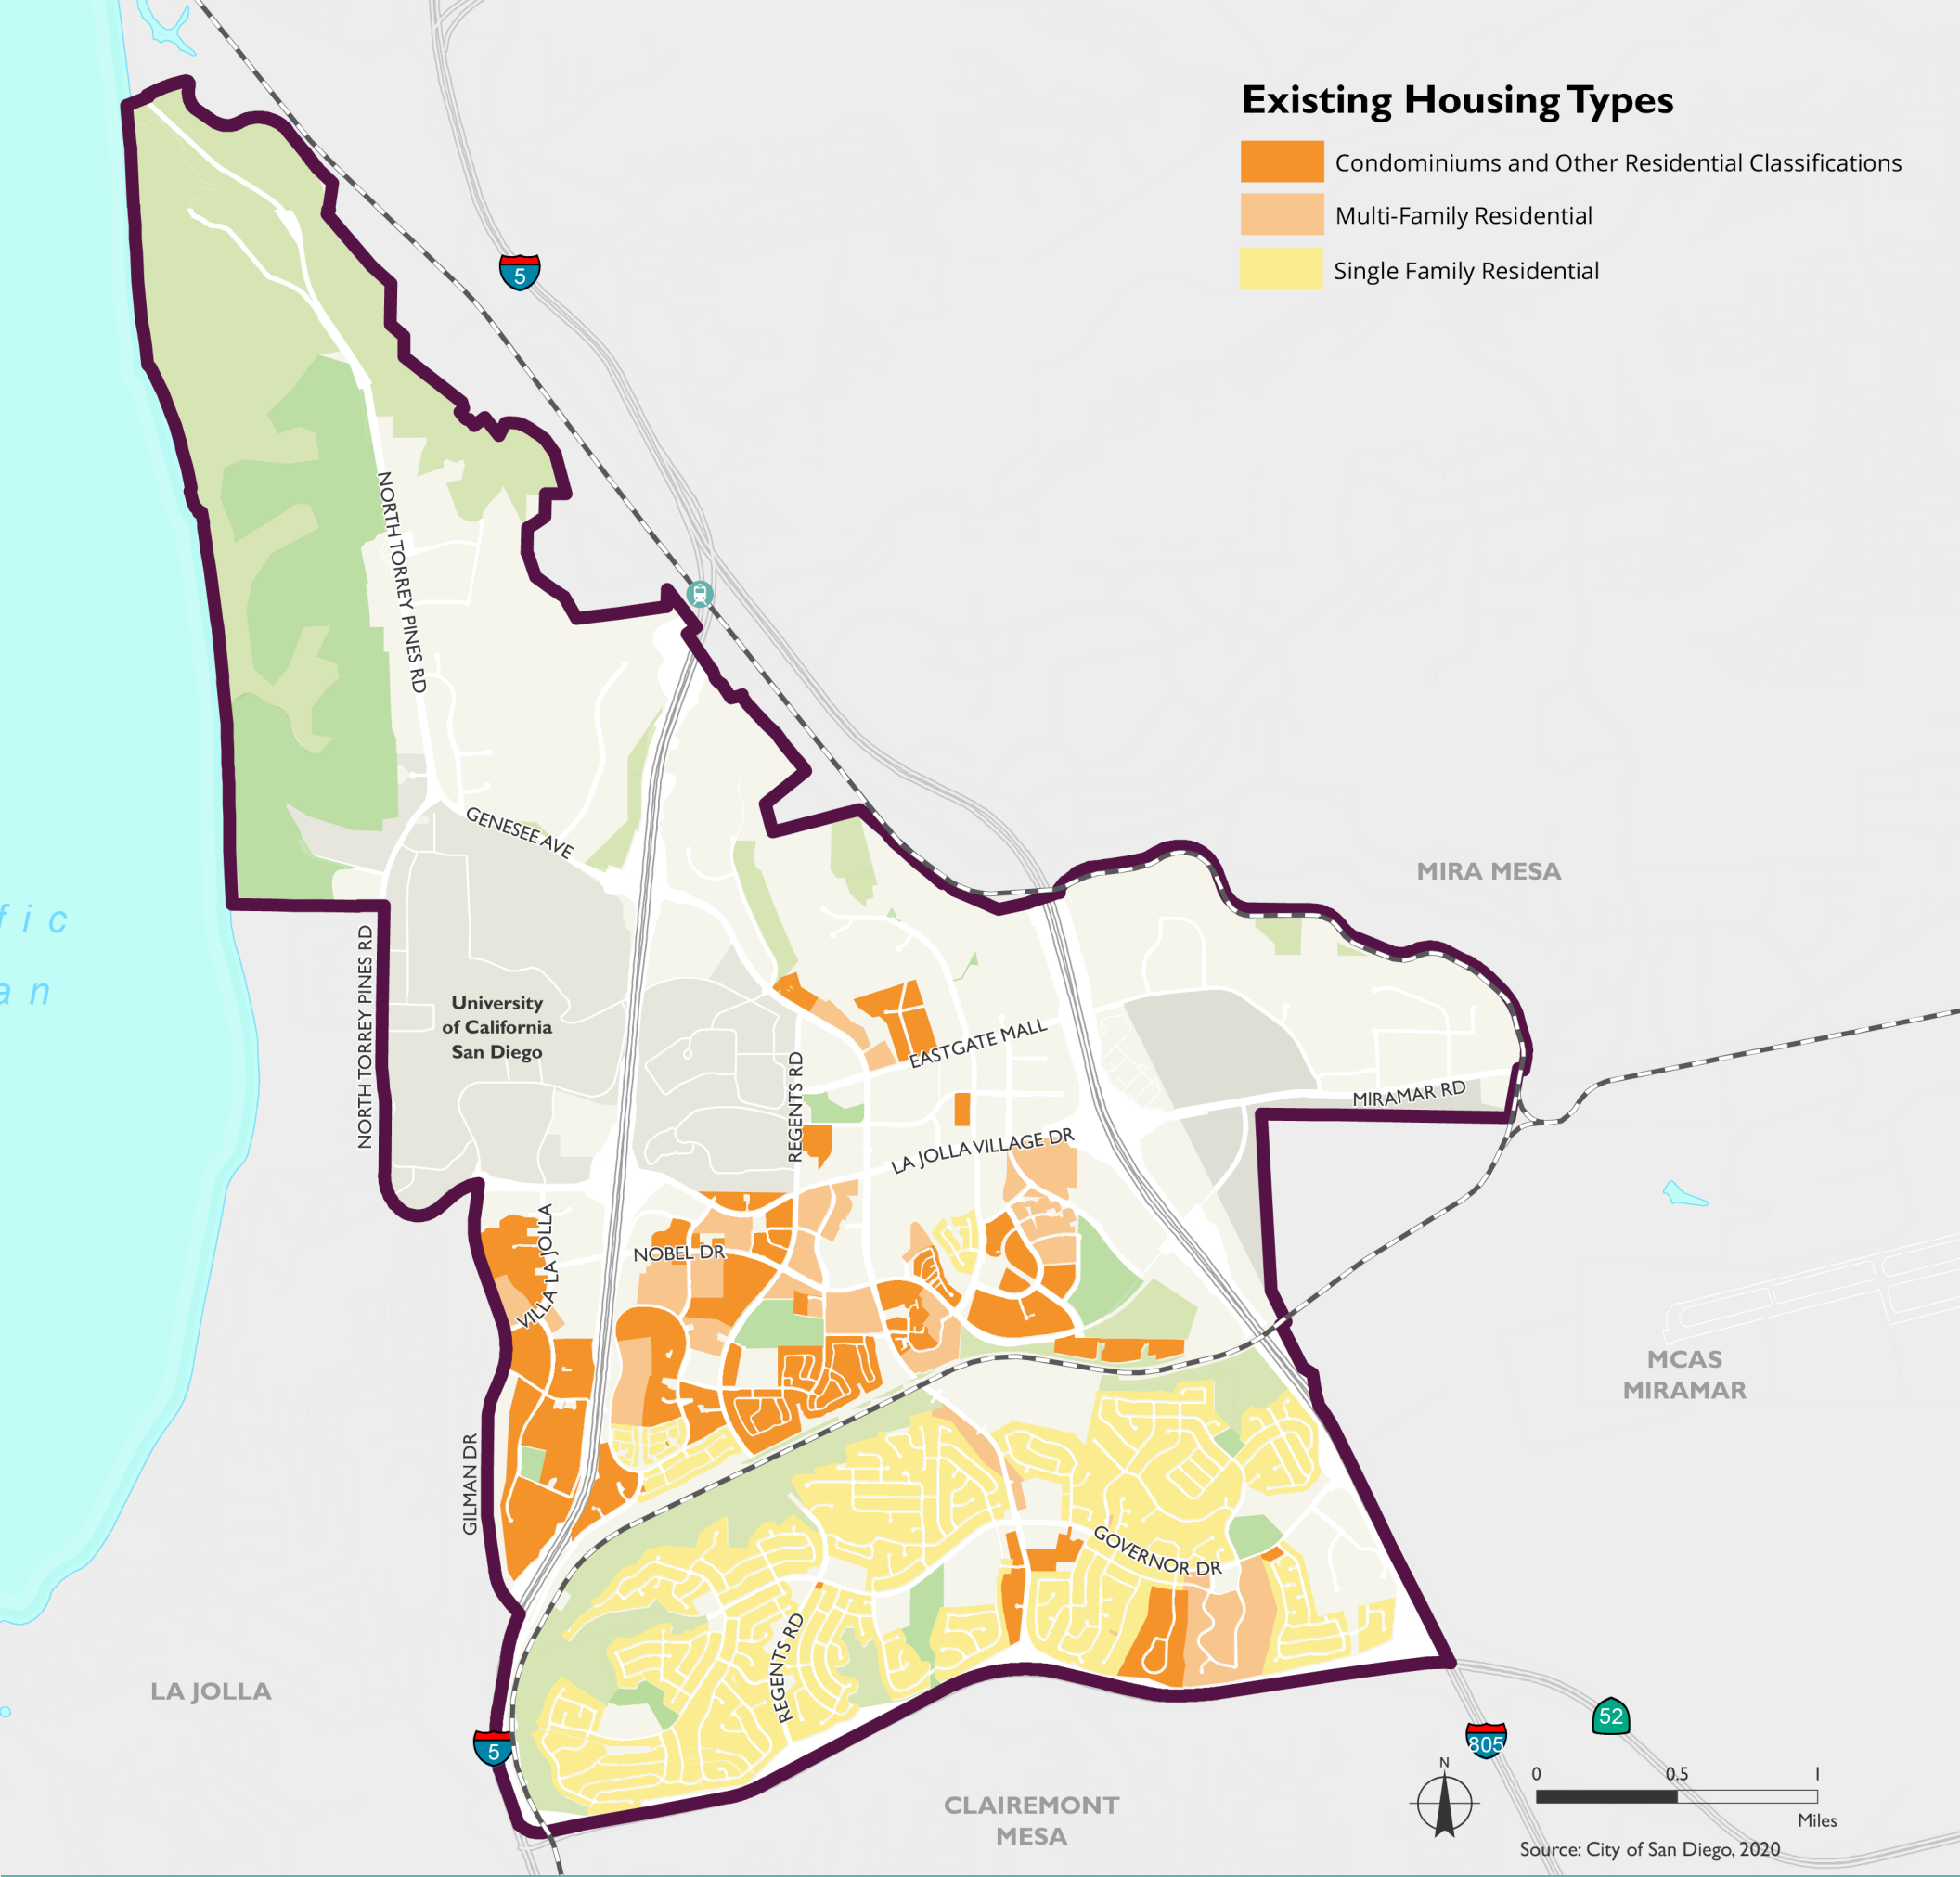 Existing Housing Types
Condominiums and Other Residential Classifications
Multi-Family Residential
Single Family Residential
5
NORTH TORREY PINES RD
GENESEE AVE
MIRA MESA
fic
an
NORTH TORREY PINES RD
University
of California
San Diego
REGENTS RD
EASTGATE MALL
MIRAMAR RD
LA JOLLA VILLAGE DR
VILLA LA JOLLA
NOBEL DR
MCAS
MIRAMAR
GILMAN DR
GOVERNOR DR
REGENTS RD
LA JOLLA
5
52
805
CLAIREMONT
MESA
N
0 0.5 1
Miles
Source: City of San Diego, 2020